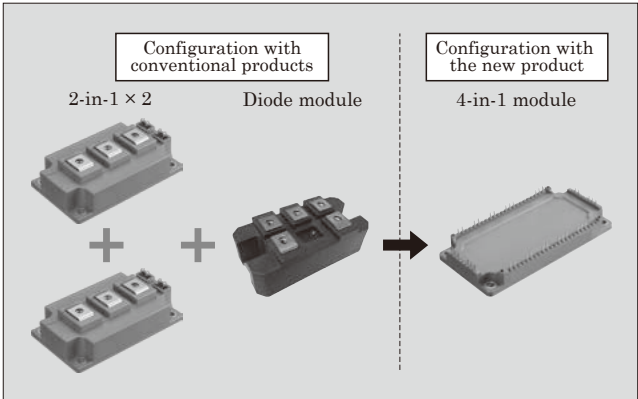 Configuration with
conventional products
Configuration with
the new product
2-in-1 × 2
Diode module
4-in-1 module